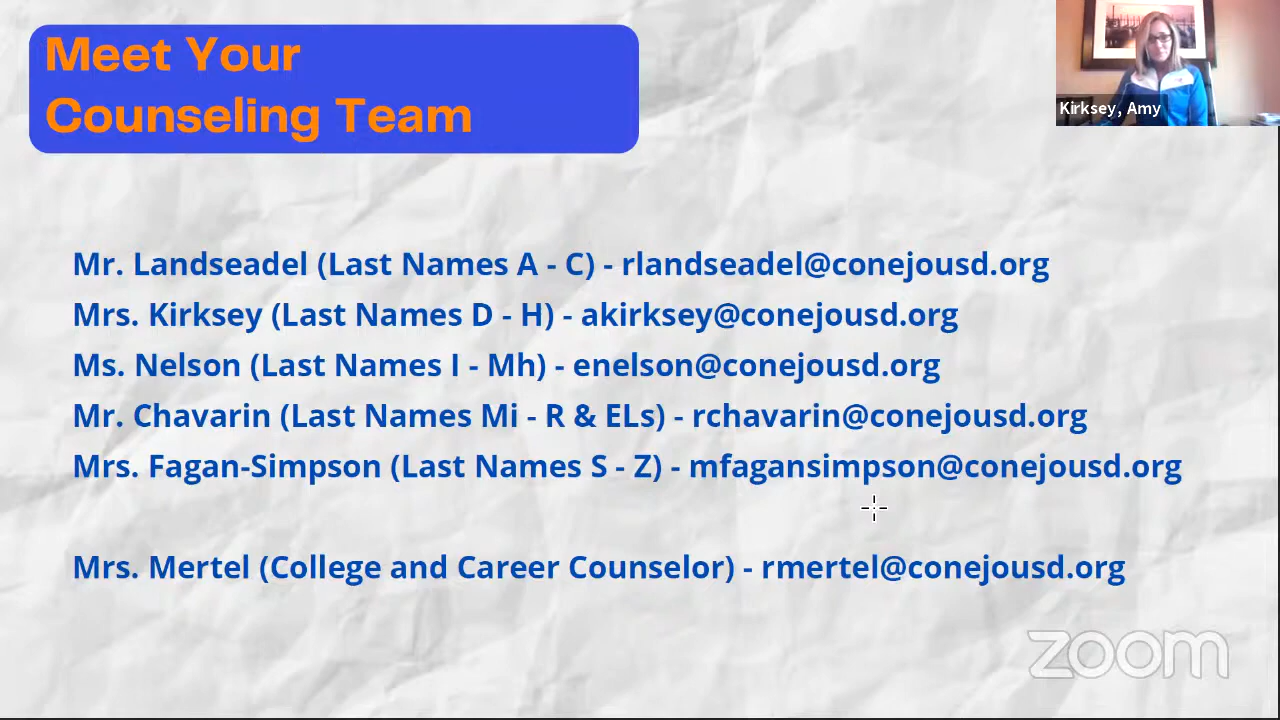 Meet Your
Counseling Team
Kirksey, Amy
Mr. Landseadel (Last Names A - C) - rlandseadel@conejousd.org
Mrs. Kirksey (Last Names D - H) - akirksey@conejousd.org
Ms. Nelson (Last Names I - Mh) - enelson@conejousd.org
Mr. Chavarin (Last Names Mi - R & ELs) - rchavarin@conejousd.org
Mrs. Fagan-Simpson (Last Names S - Z) - mfagansimpson@conejousd.org
Mrs. Mertel (College and Career Counselor) - rmertel@conejousd.org
zoom